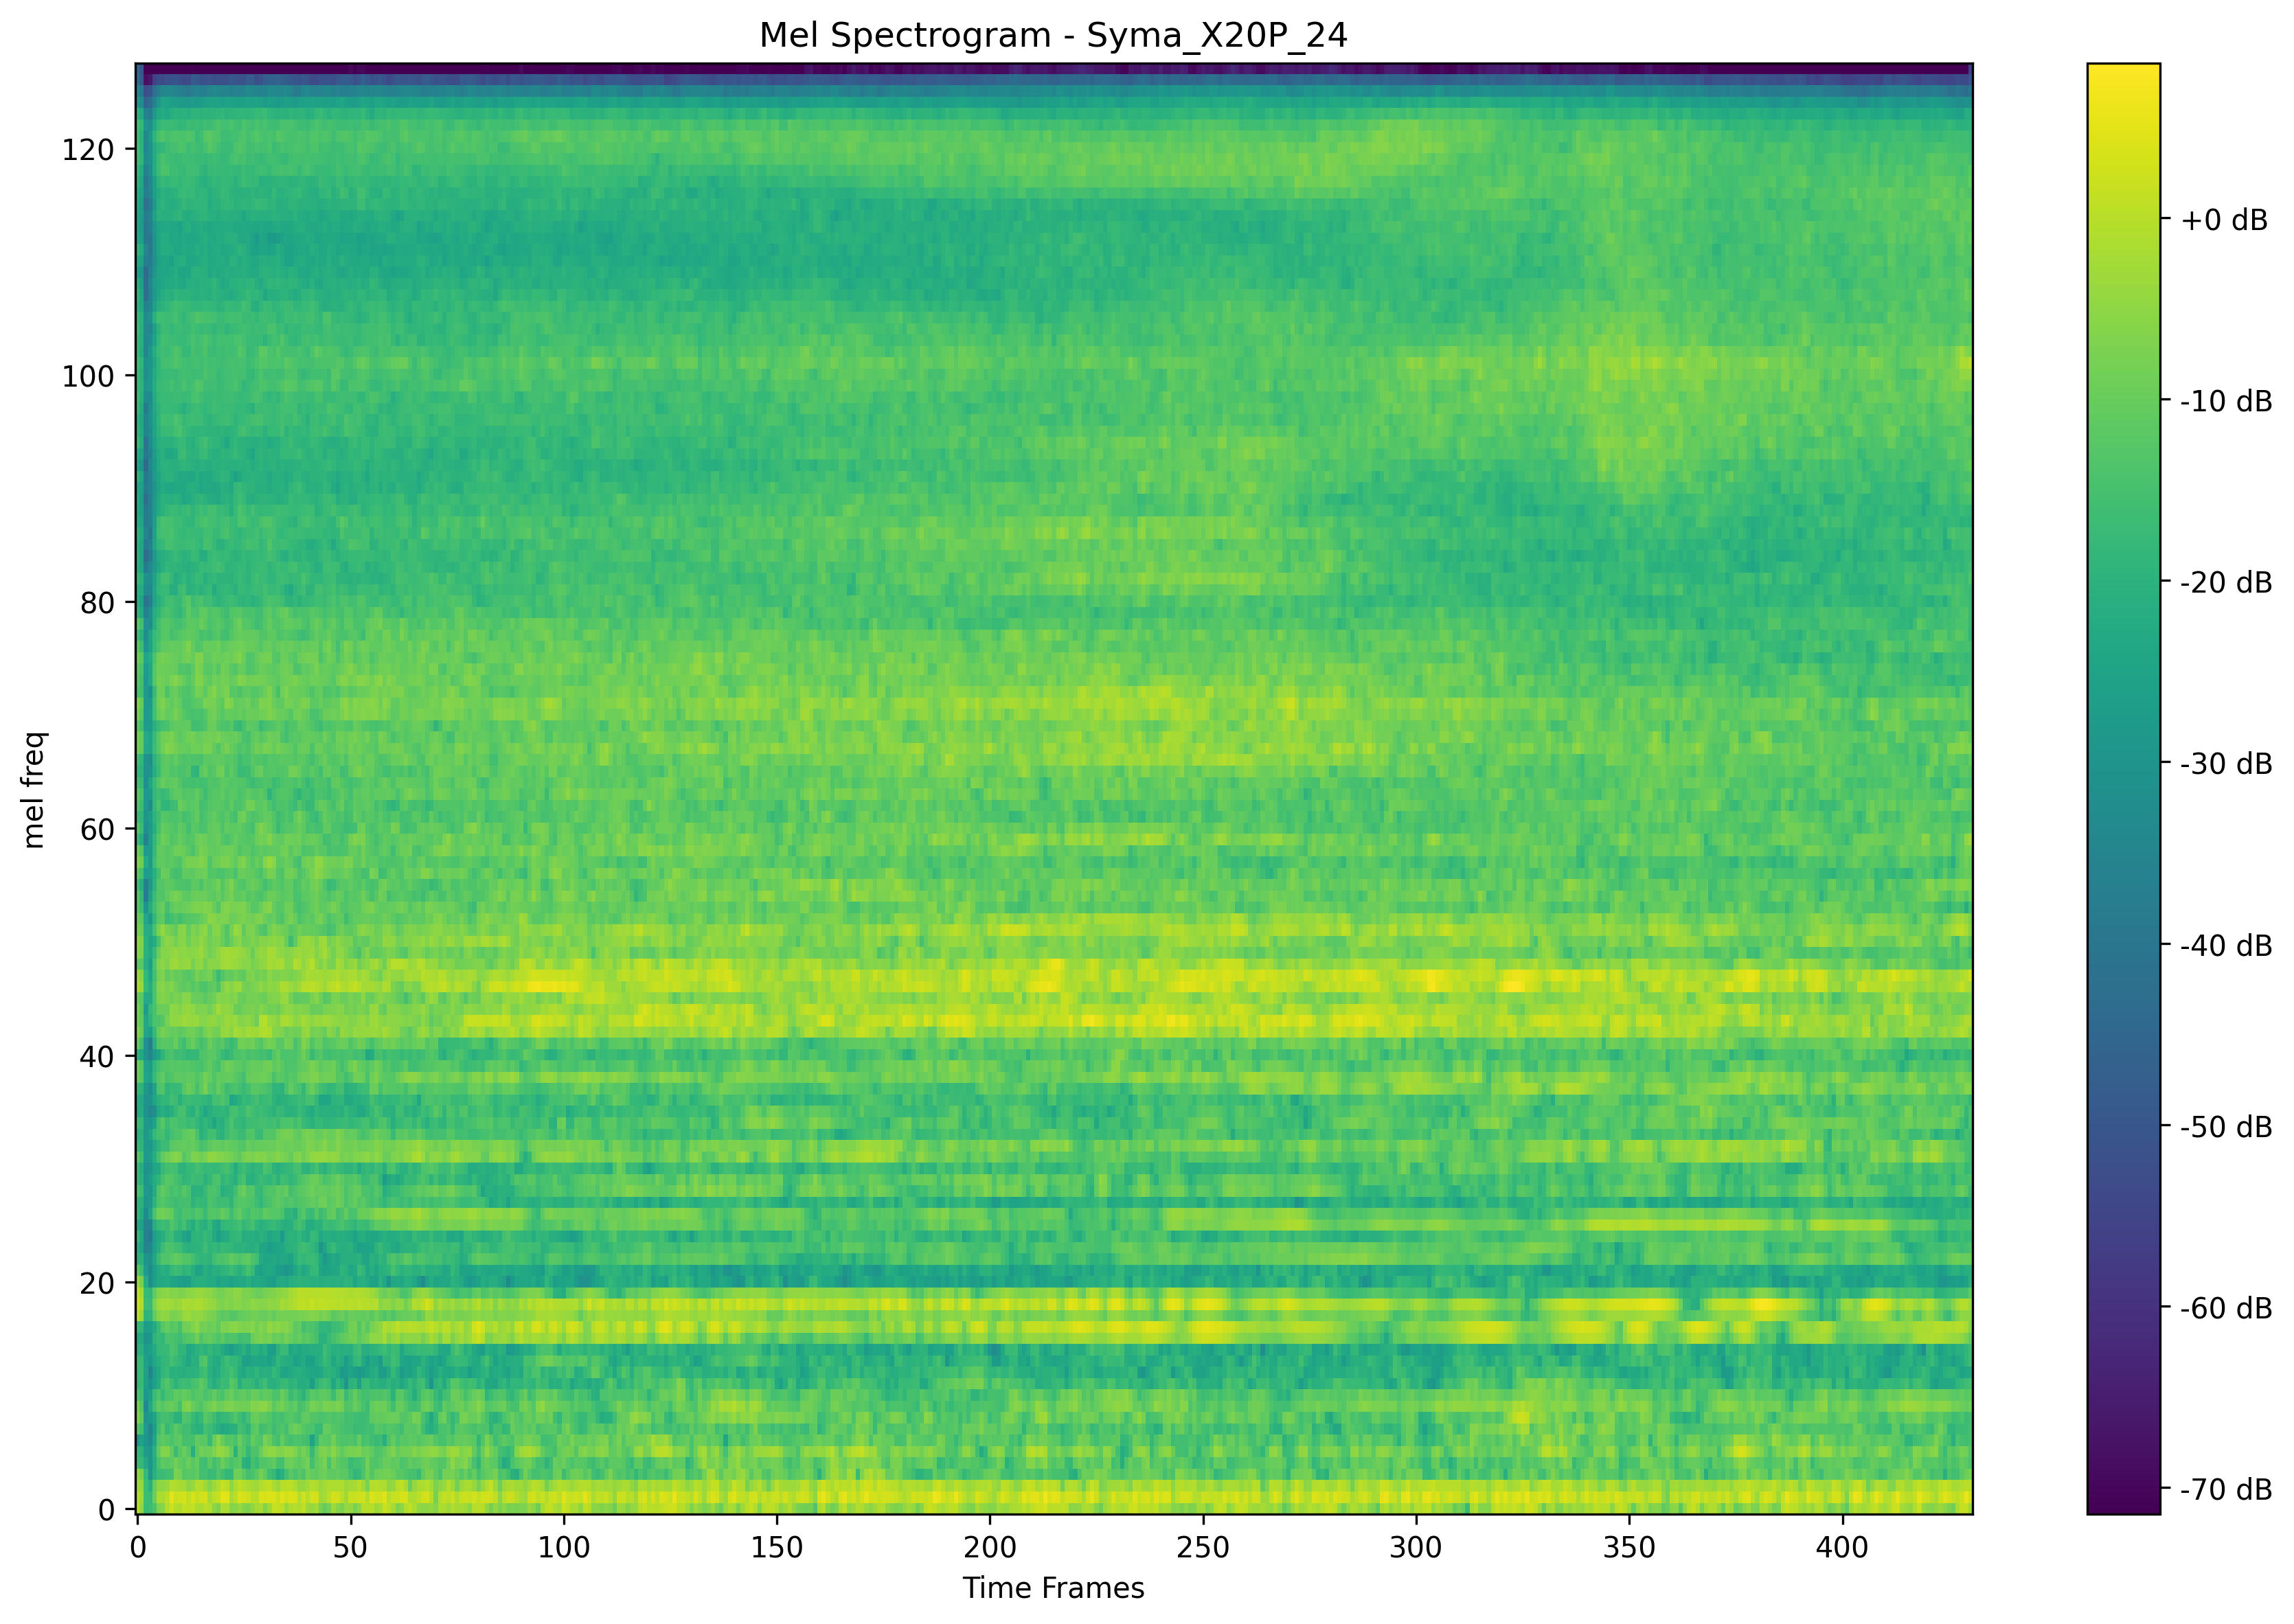 Mel Spectrogram - Syma_X20P_24
120
100
80
60
40
20
0
mel freq
0 50 100 150 200 250 300 350 400
Time Frames
+0 dB
-10 dB
-20 dB
-30 dB
-40 dB
-50 dB
-60 dB
-70 dB